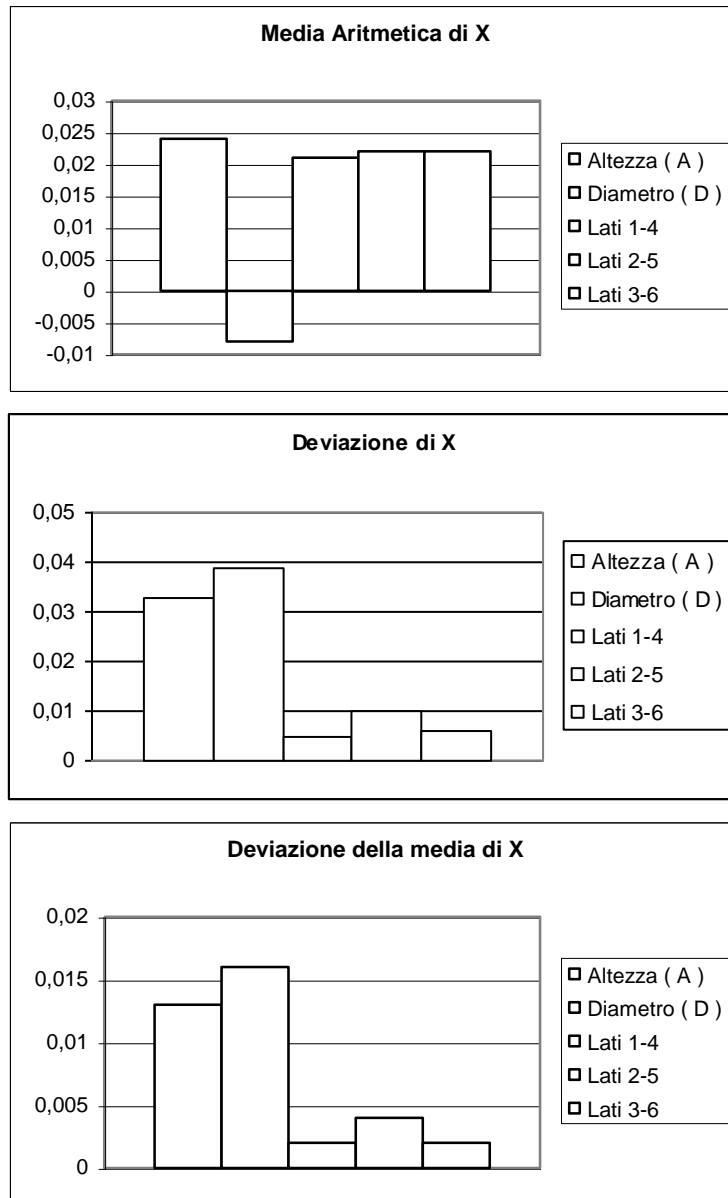 Media Aritmetica di X
0,03
0,025
0,02
0,015
0,01
0,005
0
-0,005
-0,01
Altezza ( A )
Diametro ( D )
Lati 1-4
Lati 2-5
Lati 3-6
Deviazione di X
0,05
0,04
0,03
0,02
0,01
0
Altezza ( A )
Diametro ( D )
Lati 1-4
Lati 2-5
Lati 3-6
Deviazione della media di X
0,02
0,015
0,01
0,005
0
Altezza ( A )
Diametro ( D )
Lati 1-4
Lati 2-5
Lati 3-6